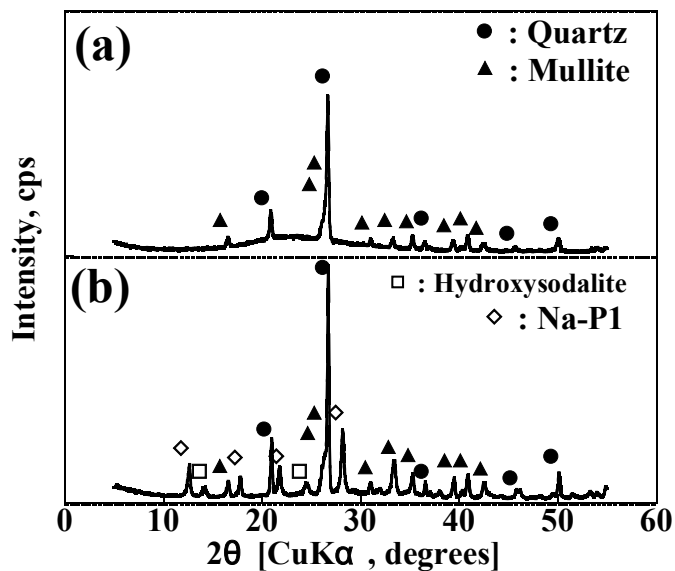 (a)
● : Quartz
▲ : Mullite
(b)
□ : Hydroxysodalite
◇ : Na-P1
Intensity, cps
0 10 20 30 40 50 60
2θ [CuKα , degrees]